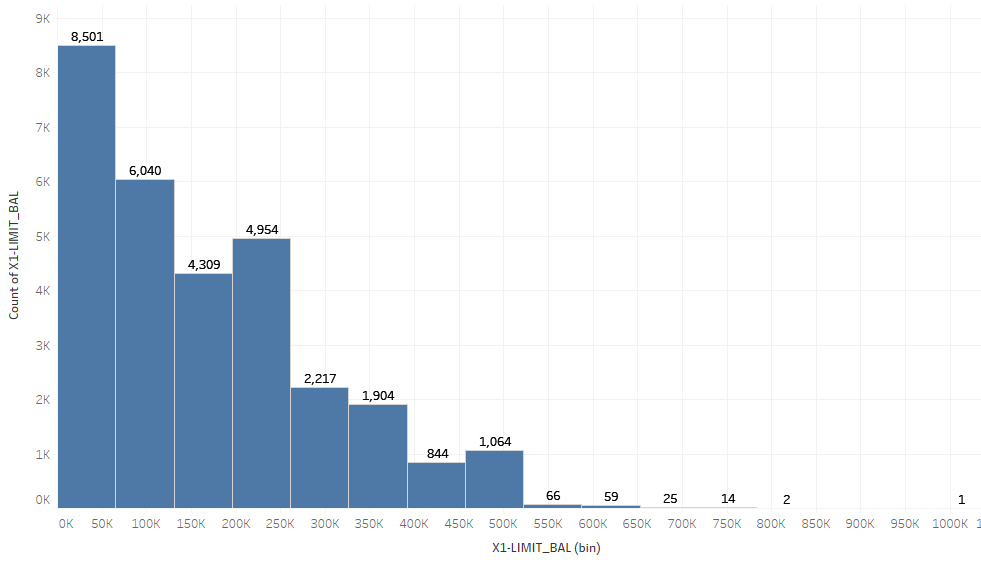 9K
8K
7K
6K
5K
4K
3K
2K
1K
0K
Count of X1-LIMIT_BAL
8,501
6,040
4,309
4,954
2,217
1,904
844
1,064
66
59
25
14
2
1
0K 50K 100K 150K 200K 250K 300K 350K 400K 450K 500K 550K 600K 650K 700K 750K 800K 850K 900K 950K 1000K 1
X1-LIMIT_BAL (bin)